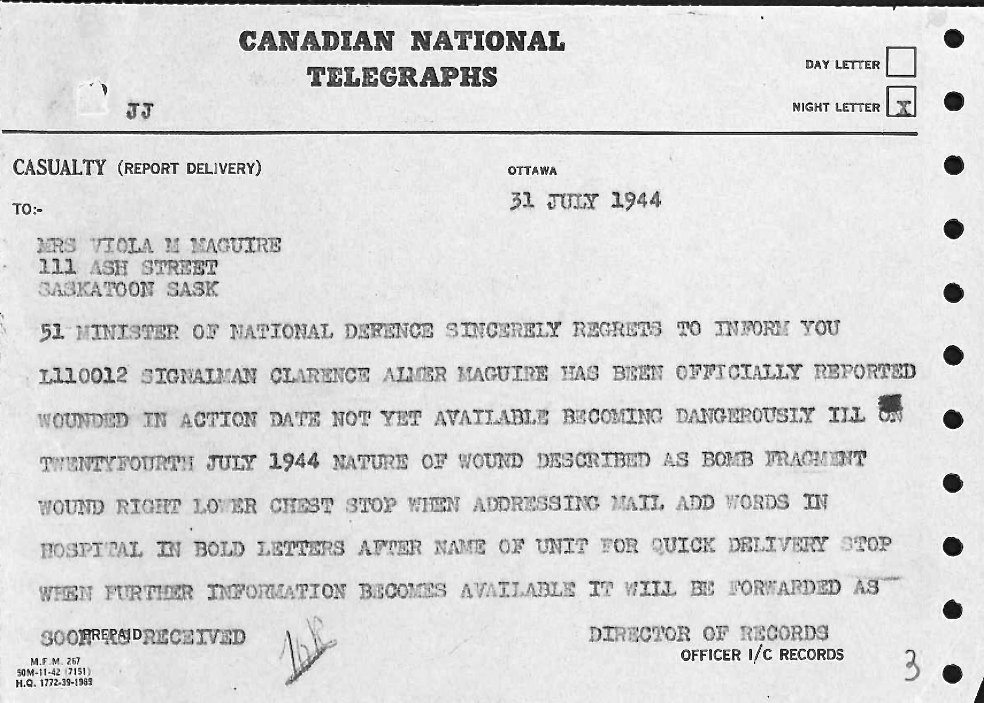 CANADIAN NATIONAL
TELEGRAPHS
DAY LETTER
NIGHT LETTER X
JJ
CASUALTY (REPORT DELIVERY)
OTTAWA
31 JULY 1944
TO:-
MRS VIOLA M MAGUIRE
111 ASH STREET
SASKATOON SASK
51 MINISTER OF NATIONAL DEFENCE SINCERELY REGRETS TO INFORM YOU
L110012 SIGNALMAN CLARENCE ALMER MAGUIRE HAS BEEN OFFICIALLY REPORTED
WOUNDED IN ACTION DATE NOT YET AVAILABLE BECOMING DANGEROUSLY ILL ON
TWENTYFOURTH JULY 1944 NATURE OF WOUND DESCRIBED AS BOMB FRAGMENT
WOUND RIGHT LOWER CHEST STOP WHEN ADDRESSING MAIL ADD WORDS IN
HOSPITAL IN BOLD LETTERS AFTER NAME OF UNIT FOR QUICK DELIVERY STOP
WHEN FURTHER INFORMATION BECOMES AVAILABLE IT WILL BE FORWARDED AS
SOON AS RECEIVED
PREPAID
DIRECTOR OF RECORDS
OFFICER I/C RECORDS
M.F.M. 267
50M-11-42 (7151)
H.Q. 1772-39-1989
3